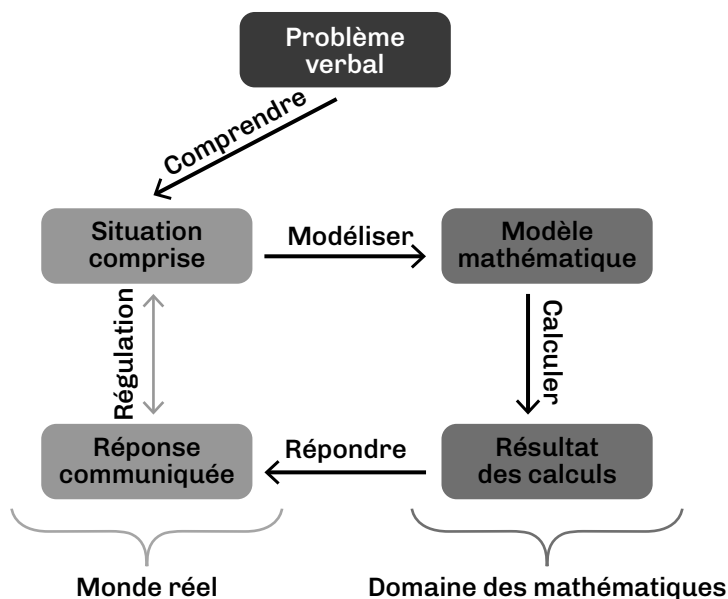 Problème
verbal
Comprendre
Situation
comprise
Modéliser
Modèle
mathématique
Régulation
Calculer
Réponse
communiquée
Répondre
Résultat
des calculs
Monde réel
Domaine des mathématiques